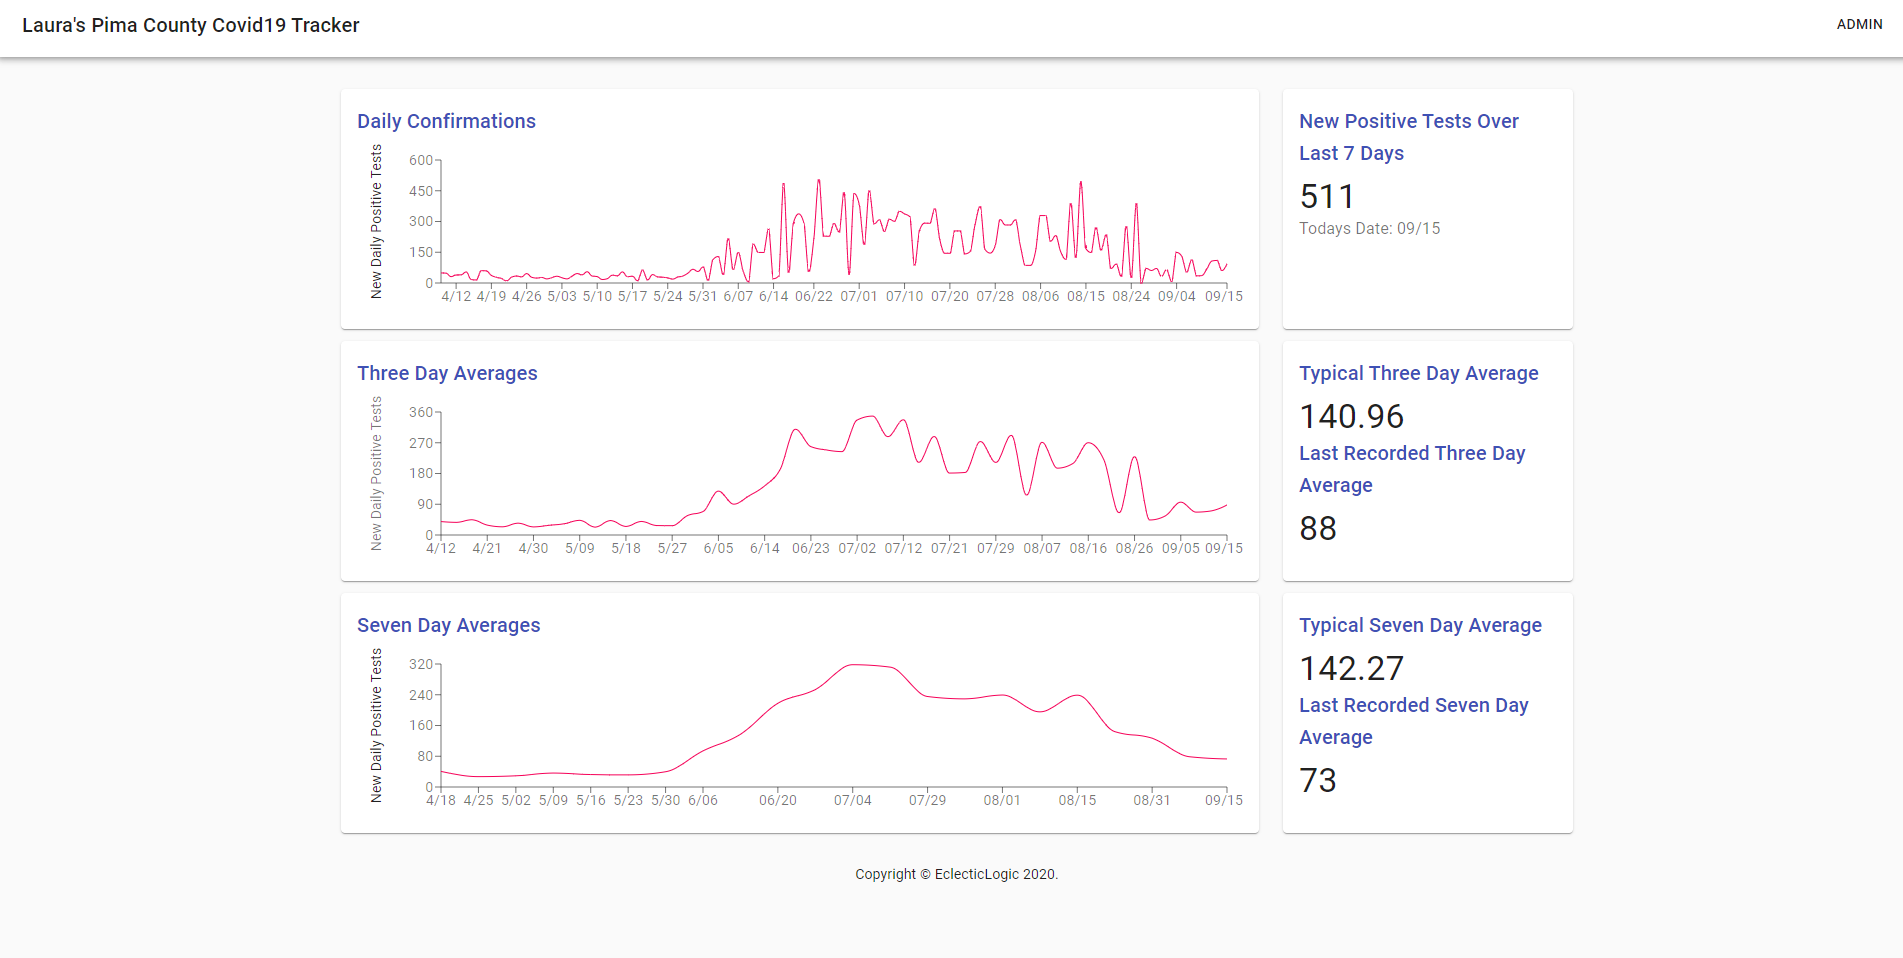 Laura's Pima County Covid19 Tracker
ADMIN
Daily Confirmations
New Daily Positive Tests
600
450
300
150
0
4/12 4/19 4/26 5/03 5/10 5/17 5/24 5/31 6/07 6/14 06/22 07/01 07/10 07/20 07/28 08/06 08/15 08/24 09/04 09/15
New Positive Tests Over
Last 7 Days
511
Todays Date: 09/15
Three Day Averages
New Daily Positive Tests
360
270
180
90
0
4/12 4/21 4/30 5/09 5/18 5/27 6/05 6/14 06/23 07/02 07/12 07/21 07/29 08/07 08/16 08/26 09/05 09/15
Typical Three Day Average
140.96
Last Recorded Three Day
Average
88
Seven Day Averages
New Daily Positive Tests
320
240
160
80
0
4/18 4/25 5/02 5/09 5/16 5/23 5/30 6/06 06/20 07/04 07/29 08/01 08/15 08/31 09/15
Typical Seven Day Average
142.27
Last Recorded Seven Day
Average
73
Copyright © EclecticLogic 2020.